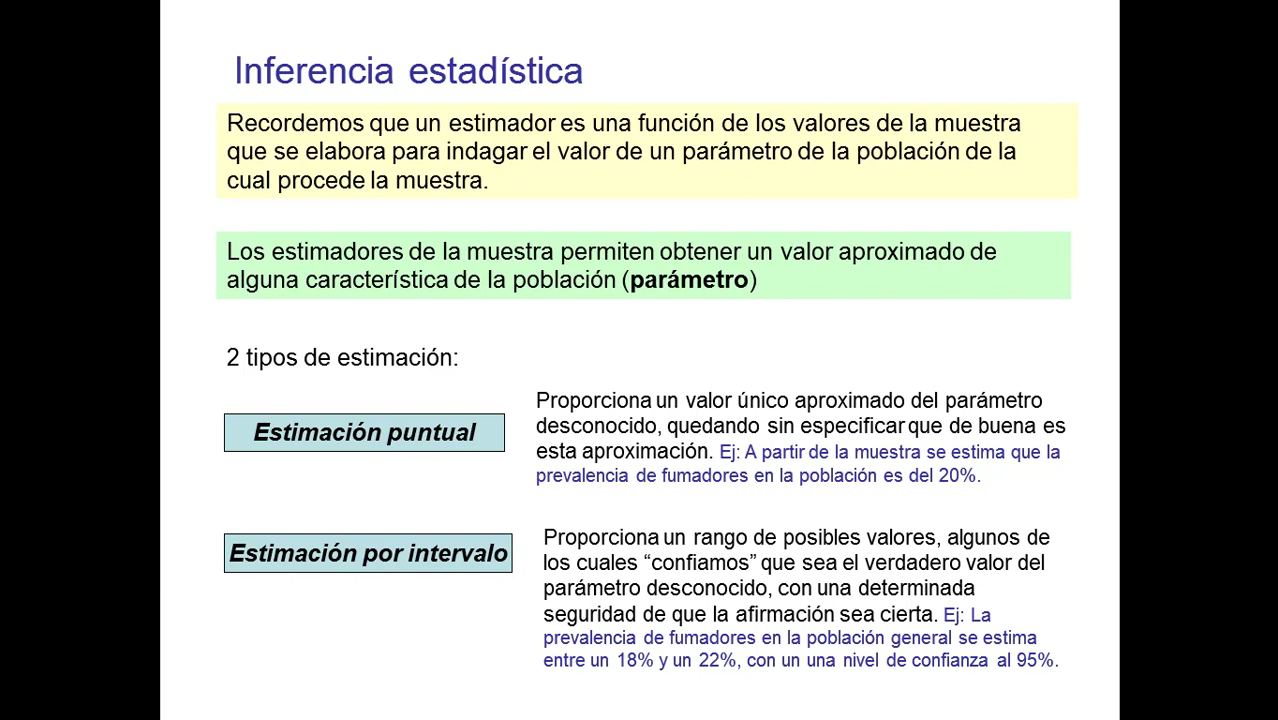 Inferencia estadística
Recordemos que un estimador es una función de los valores de la muestra
que se elabora para indagar el valor de un parámetro de la población de la
cual procede la muestra.
Los estimadores de la muestra permiten obtener un valor aproximado de
alguna característica de la población (parámetro)
2 tipos de estimación:
Estimación puntual
Proporciona un valor único aproximado del parámetro
desconocido, quedando sin especificar que de buena es
esta aproximación. Ej: A partir de la muestra se estima que la
prevalencia de fumadores en la población es del 20%.
Estimación por intervalo
Proporciona un rango de posibles valores, algunos de
los cuales “confiamos” que sea el verdadero valor del
parámetro desconocido, con una determinada
seguridad de que la afirmación sea cierta. Ej: La
prevalencia de fumadores en la población general se estima
entre un 18% y un 22%, con un una nivel de confianza al 95%.